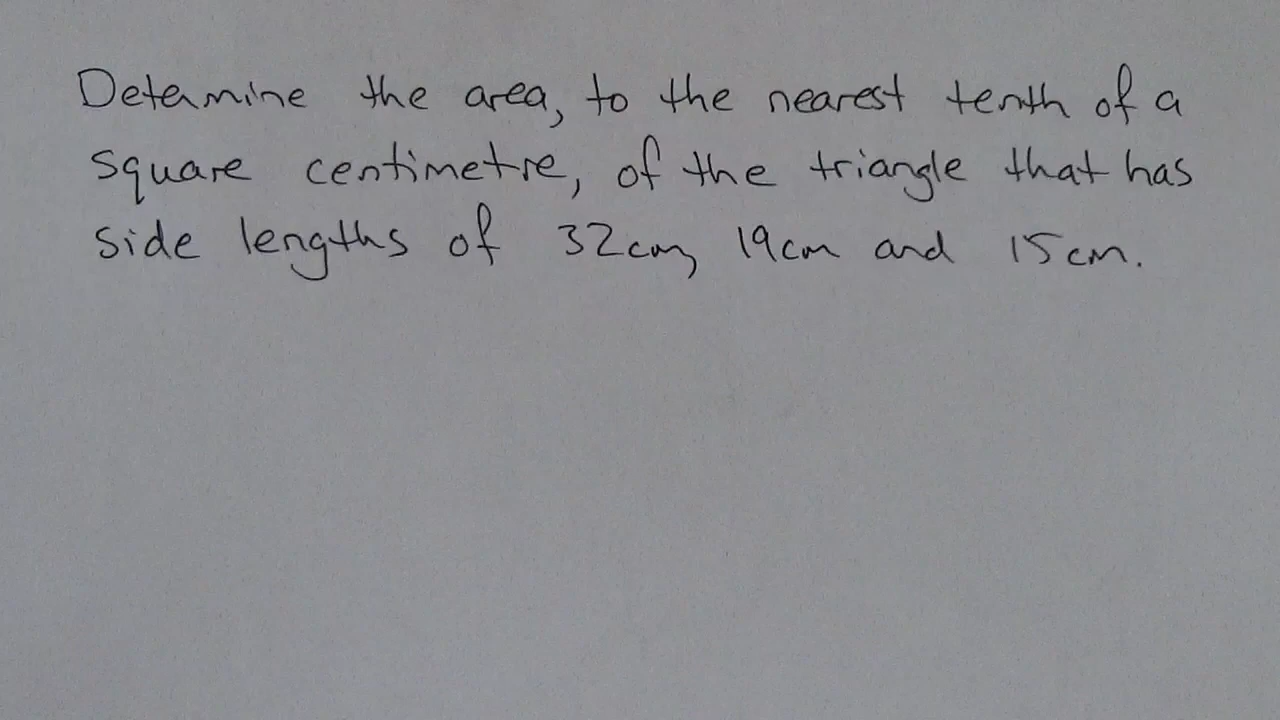 Determine the area, to the nearest tenth of a
square centimetre, of the triangle that has
side lengths of 32cm, 19cm and 15cm.